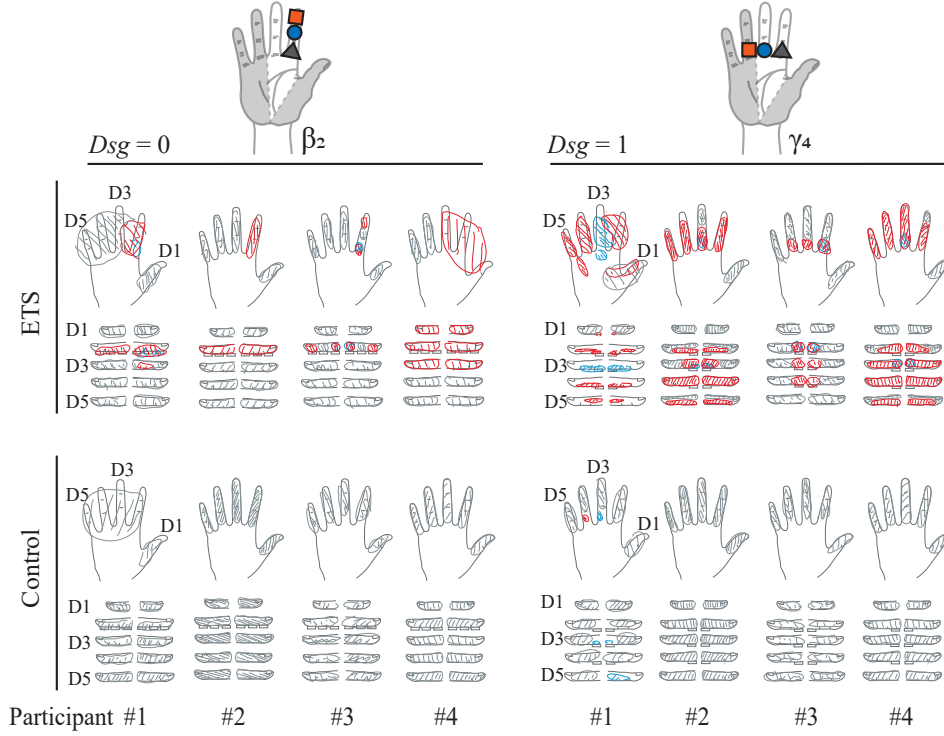 Dsg = 0
β2
Dsg = 1
γ4
ETS
D3
D5
D1
D3
D5
D1
D1
D3
D5
D1
D3
D5
Control
D3
D5
D1
D3
D5
D1
D1
D3
D5
D1
D3
D5
Participant #1 #2 #3 #4 #1 #2 #3 #4